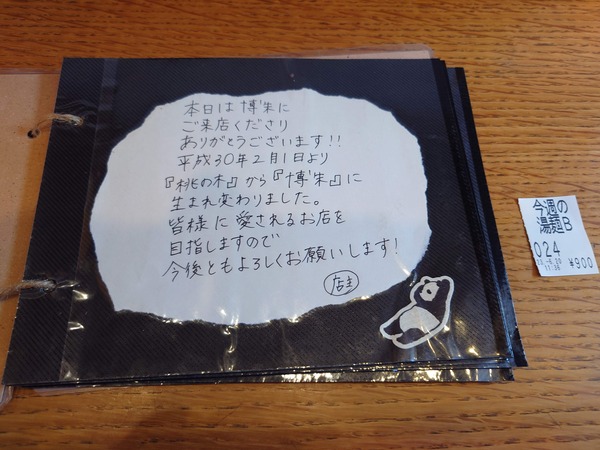 本日は博朱に
ご来店くださり
ありがとうございます!!
平成30年2月1日より
『桃の木』から『博朱』に
生まれ変わりました。
皆様に愛されるお店を
目指しますので
今後ともよろしくお願いします!
店主
今週の
湯麺B
024
11:36
¥900